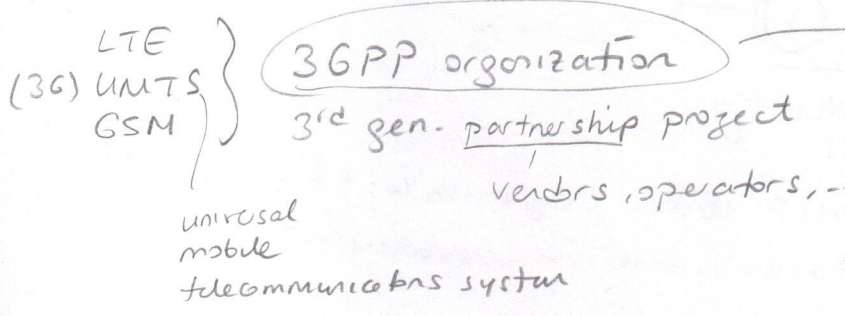 LTE
(3G) UMTS
GSM
3GPP organization
3rd gen. partnership project
vendors, operators, ..
universal
mobile
telecommunications system